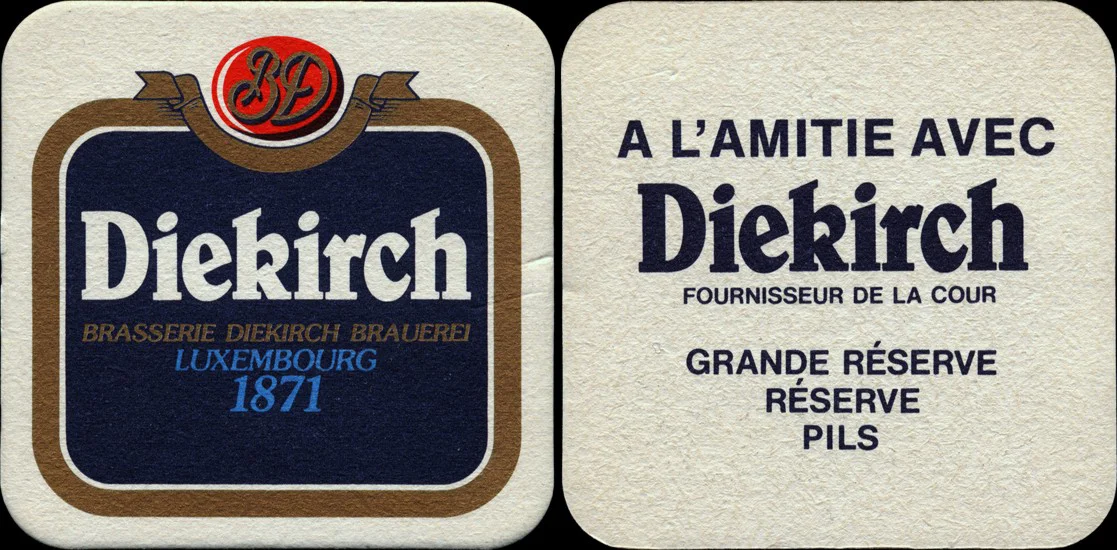 BD
Diekirch
BRASSERIE DIEKIRCH BRAUEREI
LUXEMBOURG
1871
A L'AMITIE AVEC
Diekirch
FOURNISSEUR DE LA COUR
GRANDE RÉSERVE
RÉSERVE
PILS